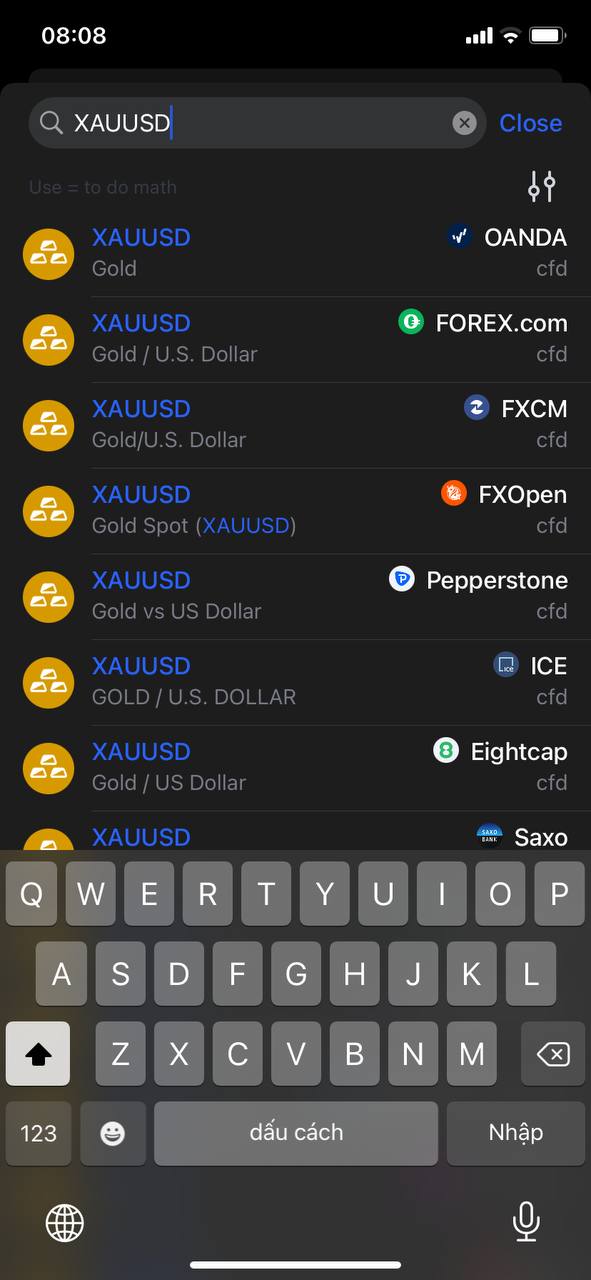 08:08
XAUUSD
Close
Use = to do math
XAUUSD OANDA
Gold cfd
XAUUSD FOREX.com
Gold / U.S. Dollar cfd
XAUUSD FXCM
Gold/U.S. Dollar cfd
XAUUSD FXOpen
Gold Spot (XAUUSD) cfd
XAUUSD Pepperstone
Gold vs US Dollar cfd
XAUUSD ice ICE
GOLD / U.S. DOLLAR cfd
XAUUSD Eightcap
Gold / US Dollar cfd
XAUUSD SAXO BANK Saxo
Q W E R T Y U I O P
A S D F G H J K L
Z X C V B N M
123 dấu cách Nhập